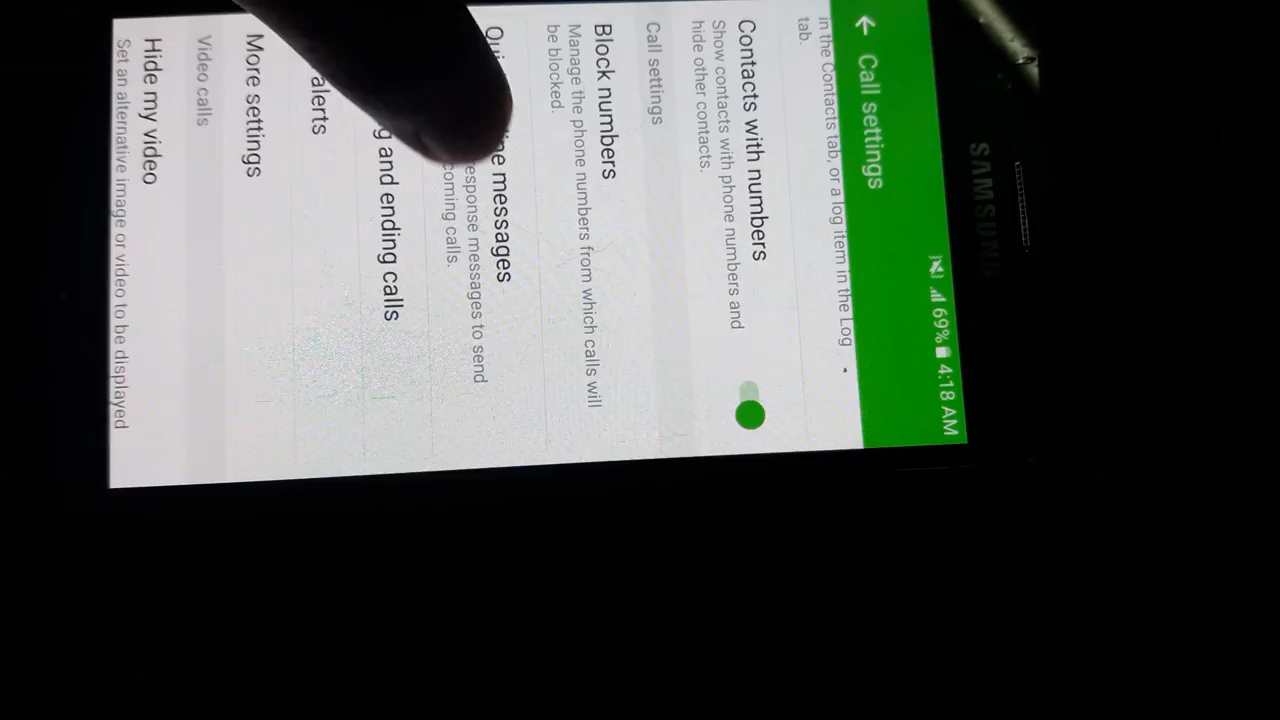 SAMSUNG
69% 4:18 AM
Call settings
in the Contacts tab, or a log item in the Log
tab.
Contacts with numbers
Show contacts with phone numbers and
hide other contacts.
Call settings
Block numbers
Manage the phone numbers from which calls will
be blocked.
messages
messages to send
calls.
and ending calls
alerts
More settings
Video calls
Hide my video
Set an alternative image or video to be displayed